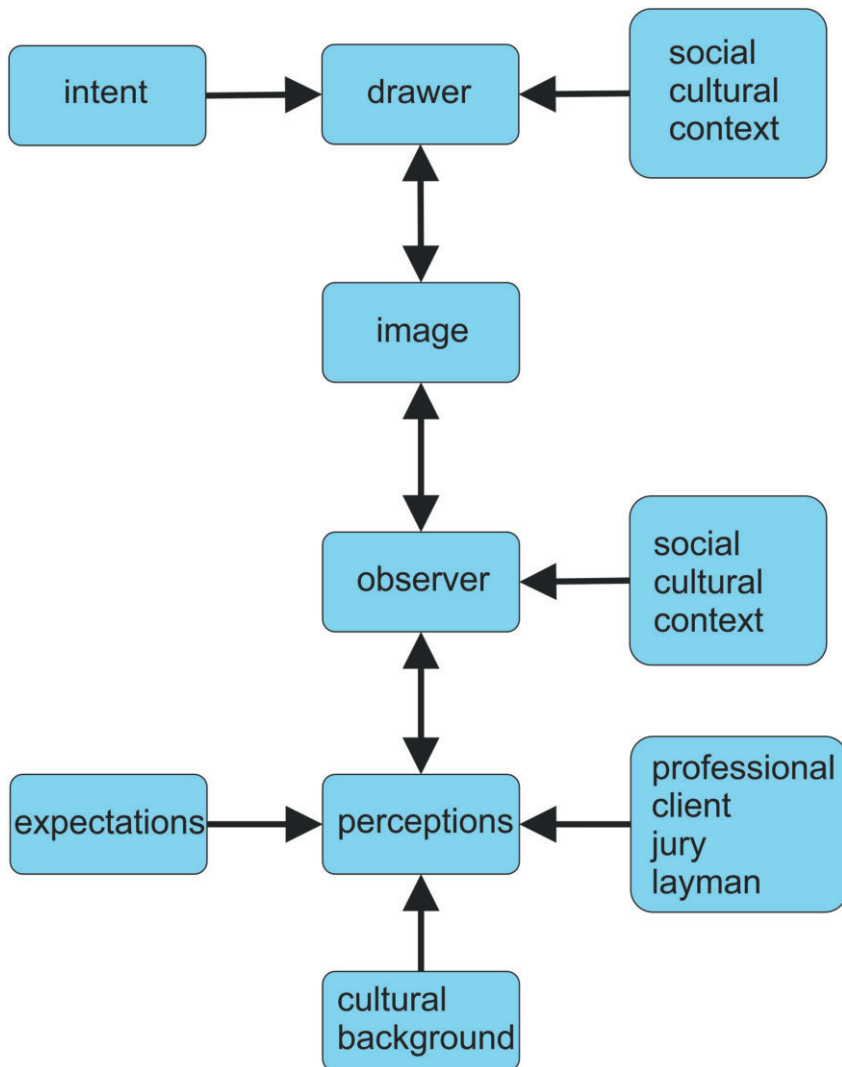 intent
drawer
social
cultural
context
image
observer
social
cultural
context
expectations
perceptions
professional
client
jury
layman
cultural
background